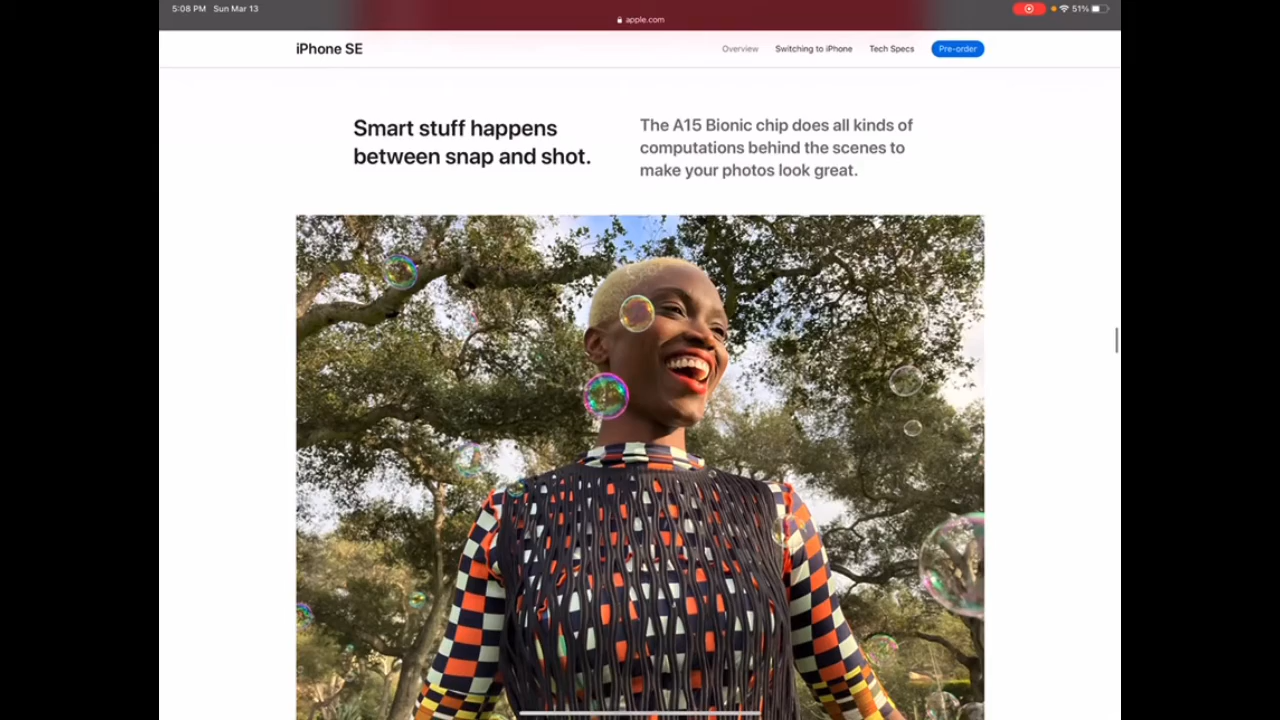 5:08 PM Sun Mar 13
51%
apple.com
iPhone SE
Overview Switching to iPhone Tech Specs Pre-order
Smart stuff happens
between snap and shot.
The A15 Bionic chip does all kinds of
computations behind the scenes to
make your photos look great.